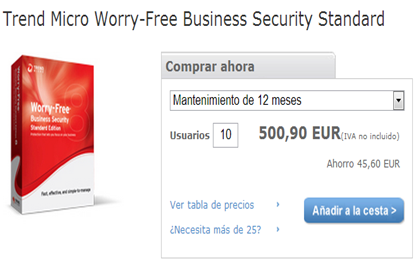 Trend Micro Worry-Free Business Security Standard
Comprar ahora
Mantenimiento de 12 meses
Usuarios 10 500,90 EUR(IVA no incluido)
Ahorro 45,60 EUR
Ver tabla de precios
Añadir a la cesta >
¿Necesita más de 25?
Worry-Free
Business Security
Standard Edition
Fast, effective, and simple to manage